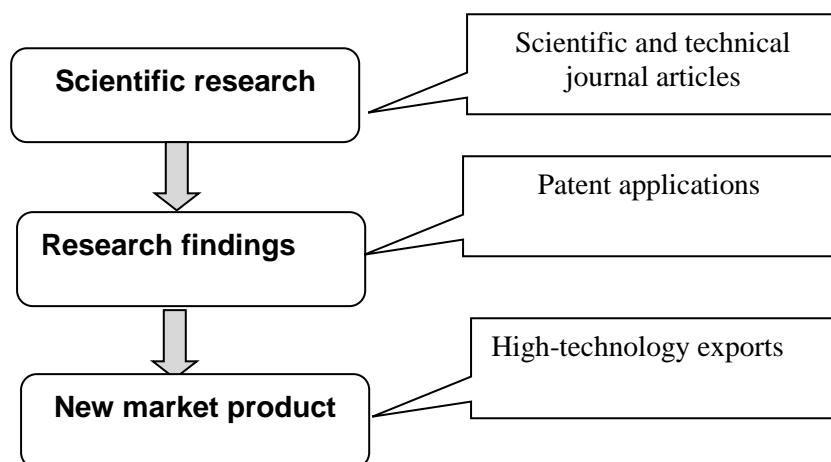 Scientific research
Scientific and technical
journal articles
Research findings
Patent applications
New market product
High-technology exports